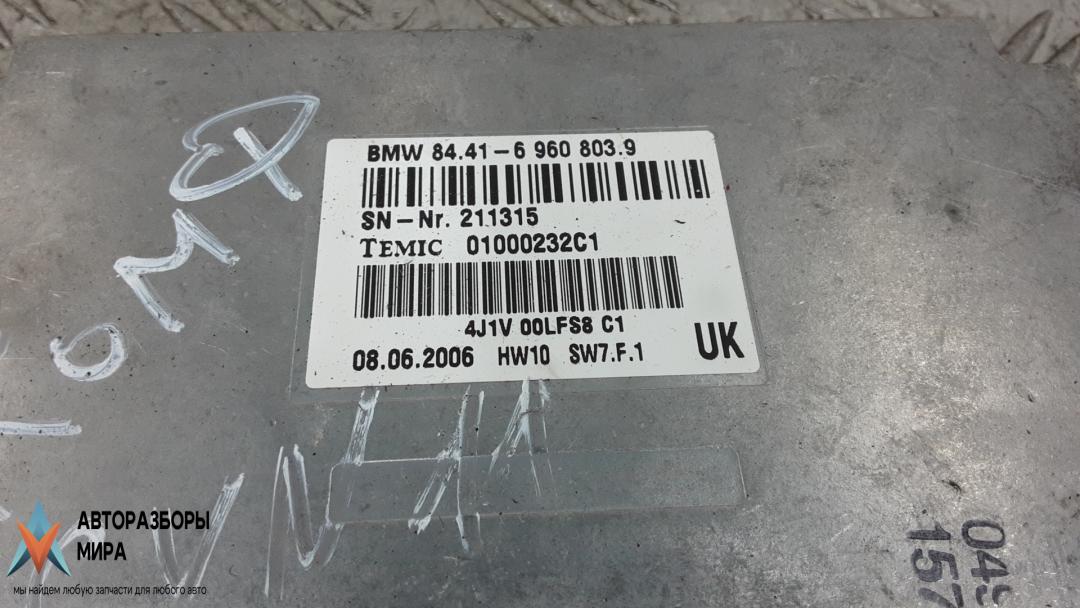 BMW 84.41-6 960 803.9
SN-Nr. 211315
TEMIC 01000232C1
4J1V 00LFS8 C1
08.06.2006 HW10 SW7.F.1
UK
АВТОРАЗБОРЫ
МИРА
мы найдем любую запчасти для любого авто